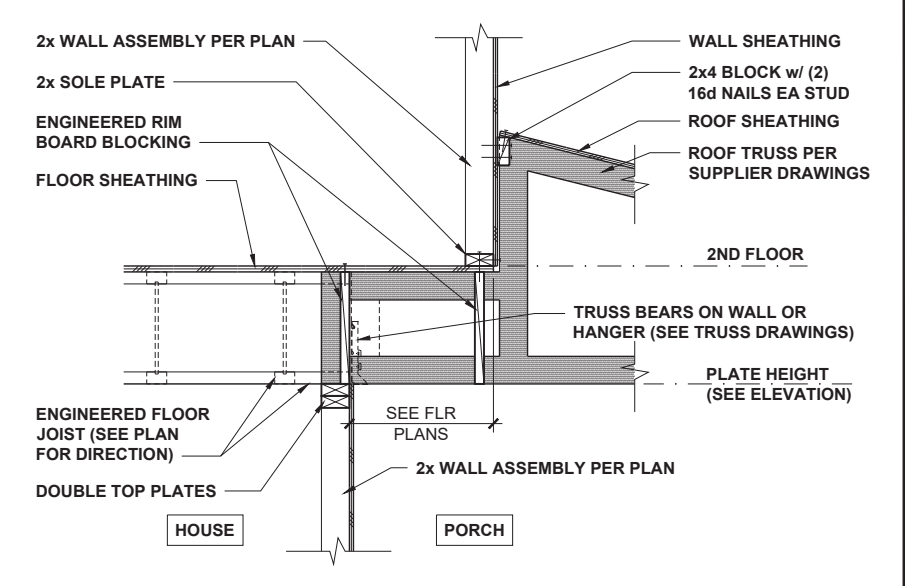 2x WALL ASSEMBLY PER PLAN
2x SOLE PLATE
ENGINEERED RIM
BOARD BLOCKING
FLOOR SHEATHING
WALL SHEATHING
2x4 BLOCK w/ (2)
16d NAILS EA STUD
ROOF SHEATHING
ROOF TRUSS PER
SUPPLIER DRAWINGS
2ND FLOOR
TRUSS BEARS ON WALL OR
HANGER (SEE TRUSS DRAWINGS)
PLATE HEIGHT
(SEE ELEVATION)
SEE FLR
PLANS
ENGINEERED FLOOR
JOIST (SEE PLAN
FOR DIRECTION)
DOUBLE TOP PLATES
2x WALL ASSEMBLY PER PLAN
HOUSE
PORCH